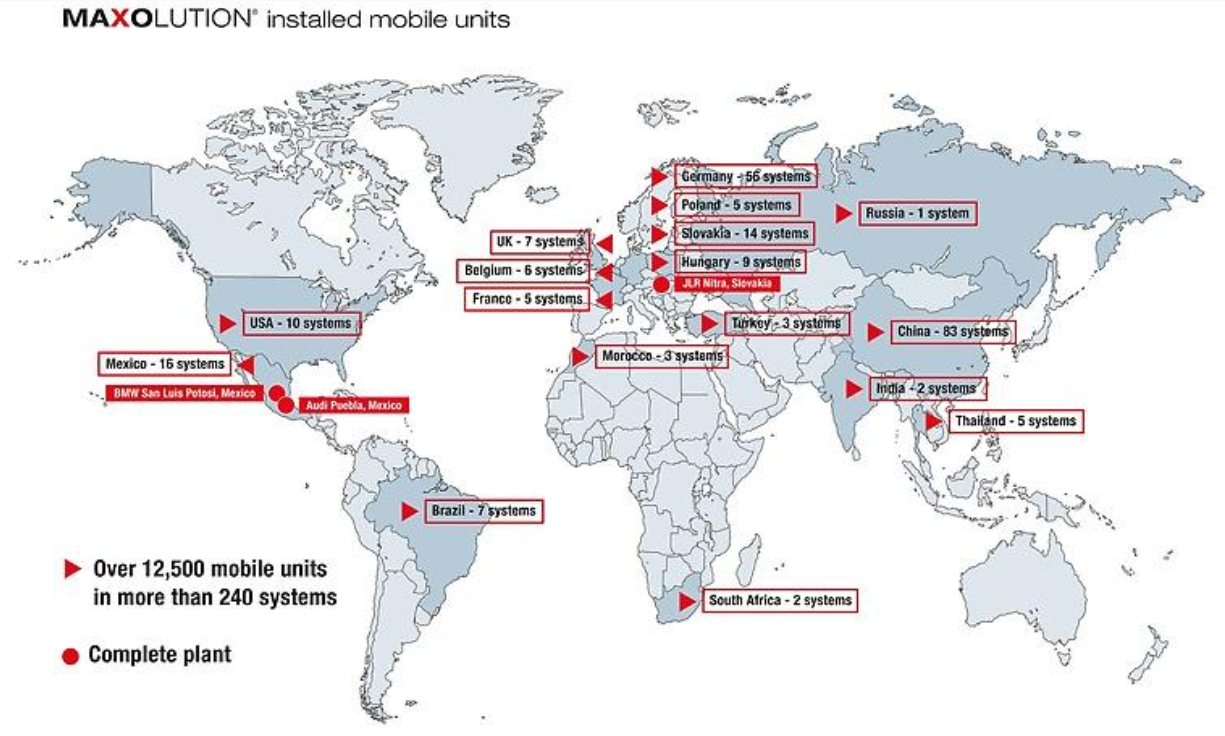 MAXOLUTION® installed mobile units
Germany - 56 systems
Poland - 5 systems
Russia - 1 system
Slovakia - 14 systems
UK - 7 systems
Hungary - 9 systems
Belgium - 6 systems
JLR Nitra, Slovakia
France - 5 systems
USA - 10 systems
Turkey - 3 systems
China - 83 systems
Morocco - 3 systems
Mexico - 16 systems
BMW San Luis Potosi, Mexico
India - 2 systems
Audi Puebla, Mexico
Thailand - 5 systems
Brazil - 7 systems
Over 12,500 mobile units
in more than 240 systems
South Africa - 2 systems
Complete plant